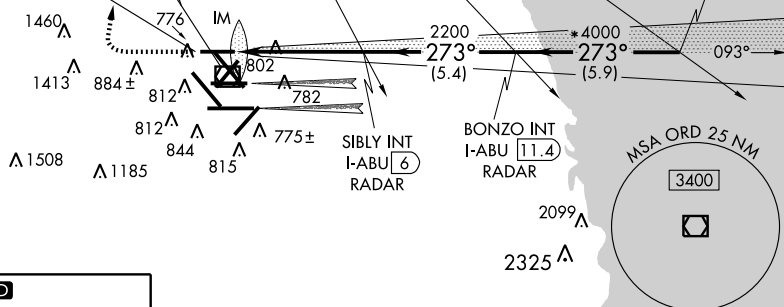 1460
776
IM
2200
*4000
273°
273°
093°
(5.4)
(5.9)
802
1413
884 ±
812
782
812
844
775±
815
1508
1185
SIBLY INT
I-ABU 6
RADAR
BONZO INT
I-ABU 11.4
RADAR
MSA ORD 25 NM
3400
2099
2325
D